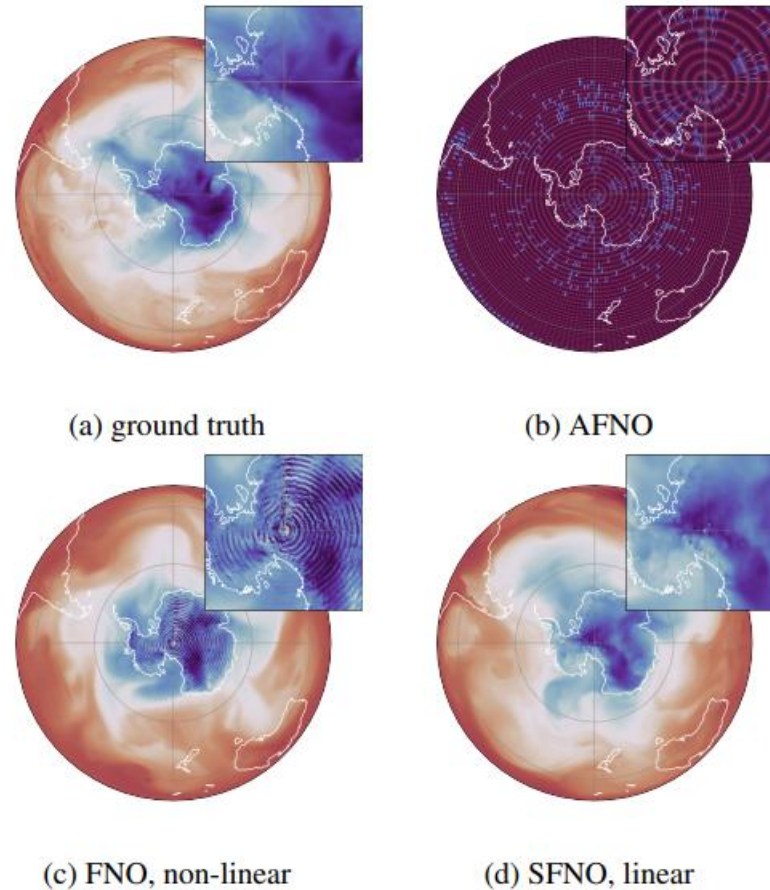 (a) ground truth
(b) AFNO
(c) FNO, non-linear
(d) SFNO, linear